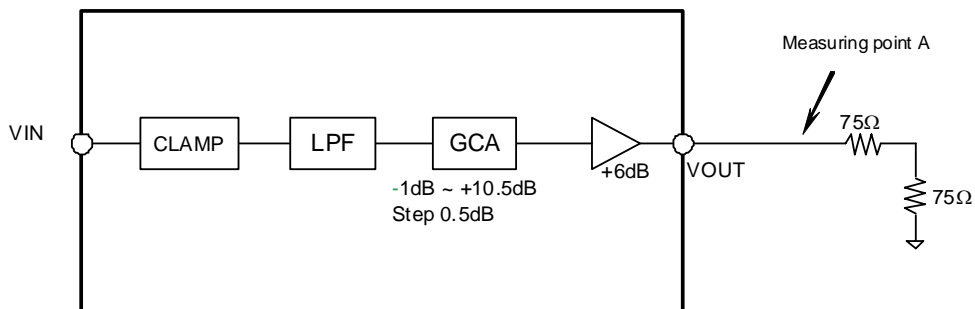 Measuring point A
VIN
CLAMP
LPF
GCA
+6dB
VOUT
75Ω
75Ω
-1dB ~ +10.5dB
Step 0.5dB